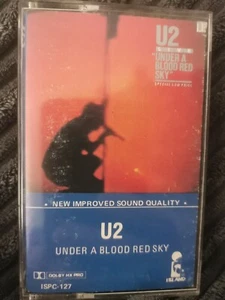 U2
"UNDER A
BLOOD RED
SKY"
• NEW IMPROVED SOUND QUALITY •
U2
UNDER A BLOOD RED SKY
DOLBY HX PRO
ISPC-127
ISLAND